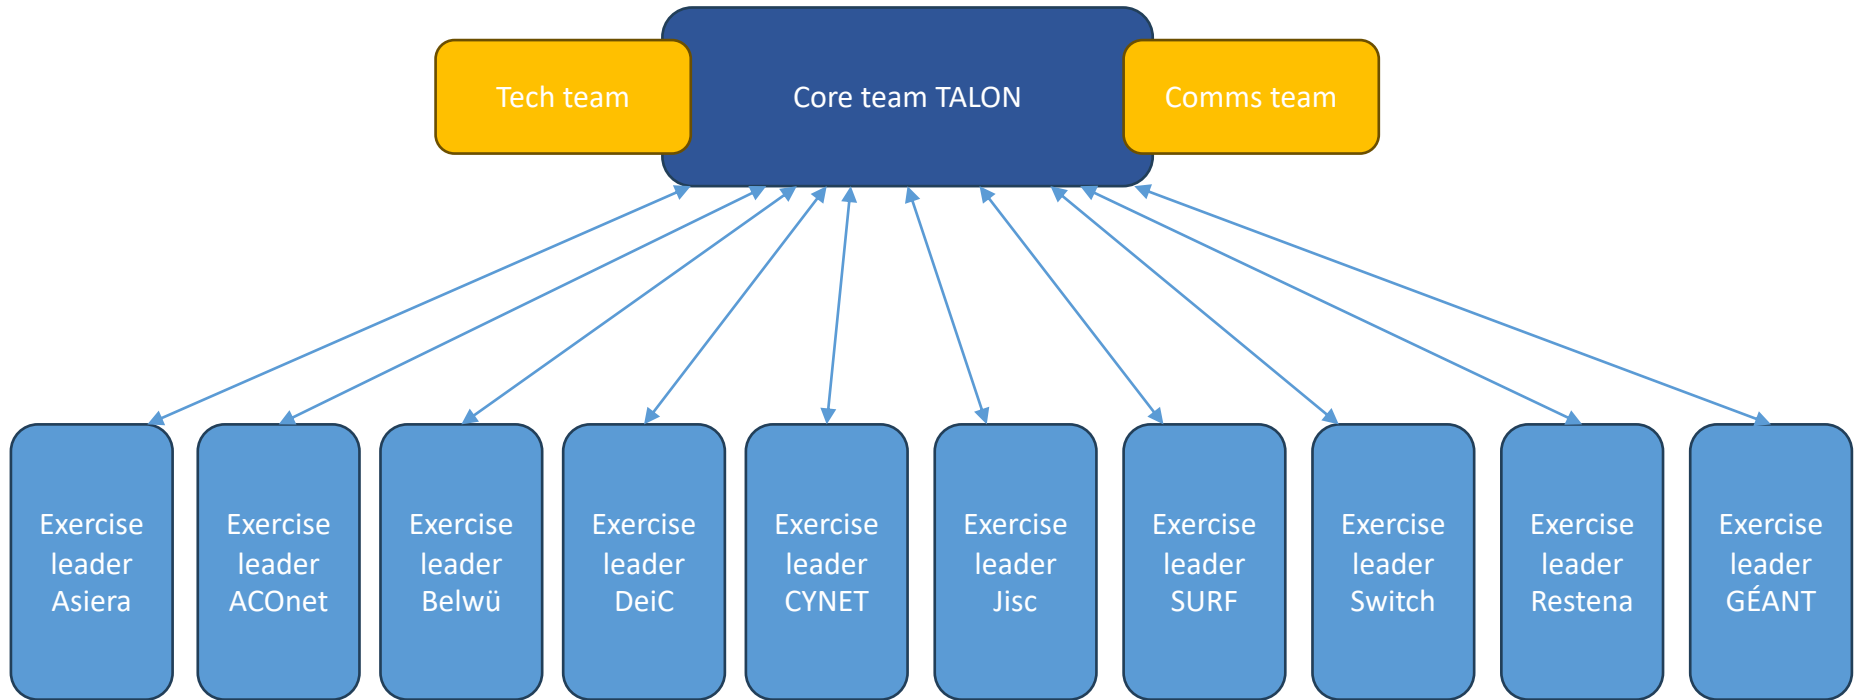 Tech team
Core team TALON
Comms team
Exercise
leader
Asiera
Exercise
leader
ACOnet
Exercise
leader
Belwü
Exercise
leader
DeiC
Exercise
leader
CYNET
Exercise
leader
Jisc
Exercise
leader
SURF
Exercise
leader
Switch
Exercise
leader
Restena
Exercise
leader
GÉANT